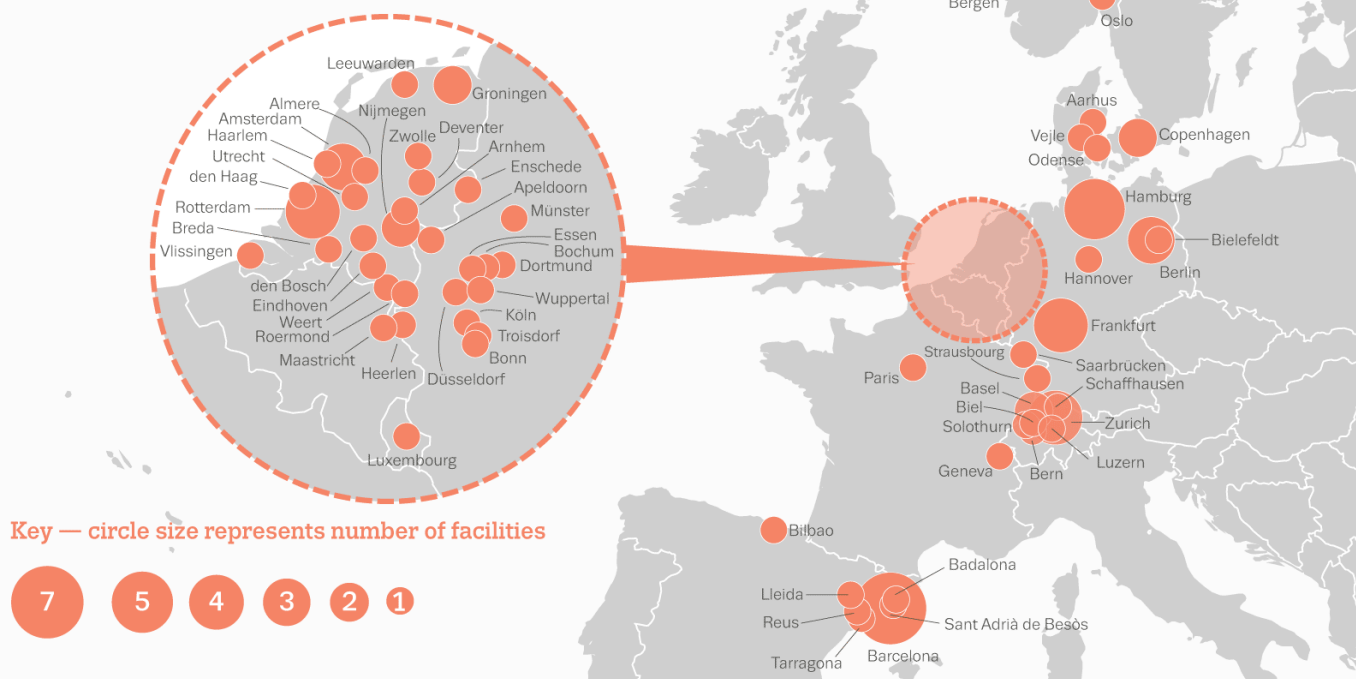 Bergen
Oslo
Leeuwarden
Groningen
Nijmegen
Almere
Amsterdam
Haarlem
Utrecht
den Haag
Rotterdam
Breda
Vlissingen
Zwolle
Deventer
Arnhem
Enschede
Apeldoorn
Münster
Essen
Bochum
Dortmund
Wuppertal
Köln
Troisdorf
Bonn
Düsseldorf
den Bosch
Eindhoven
Weert
Roermond
Maastricht
Heerlen
Luxembourg
Aarhus
Vejle
Odense
Copenhagen
Hamburg
Bielefeldt
Berlin
Hannover
Frankfurt
Strausbourg
Saarbrücken
Schaffhausen
Paris
Basel
Biel
Solothurn
Zurich
Luzern
Geneva
Bern
Bilbao
Badalona
Lleida
Reus
Sant Adrià de Besòs
Tarragona
Barcelona
Key — circle size represents number of facilities
7 5 4 3 2 1